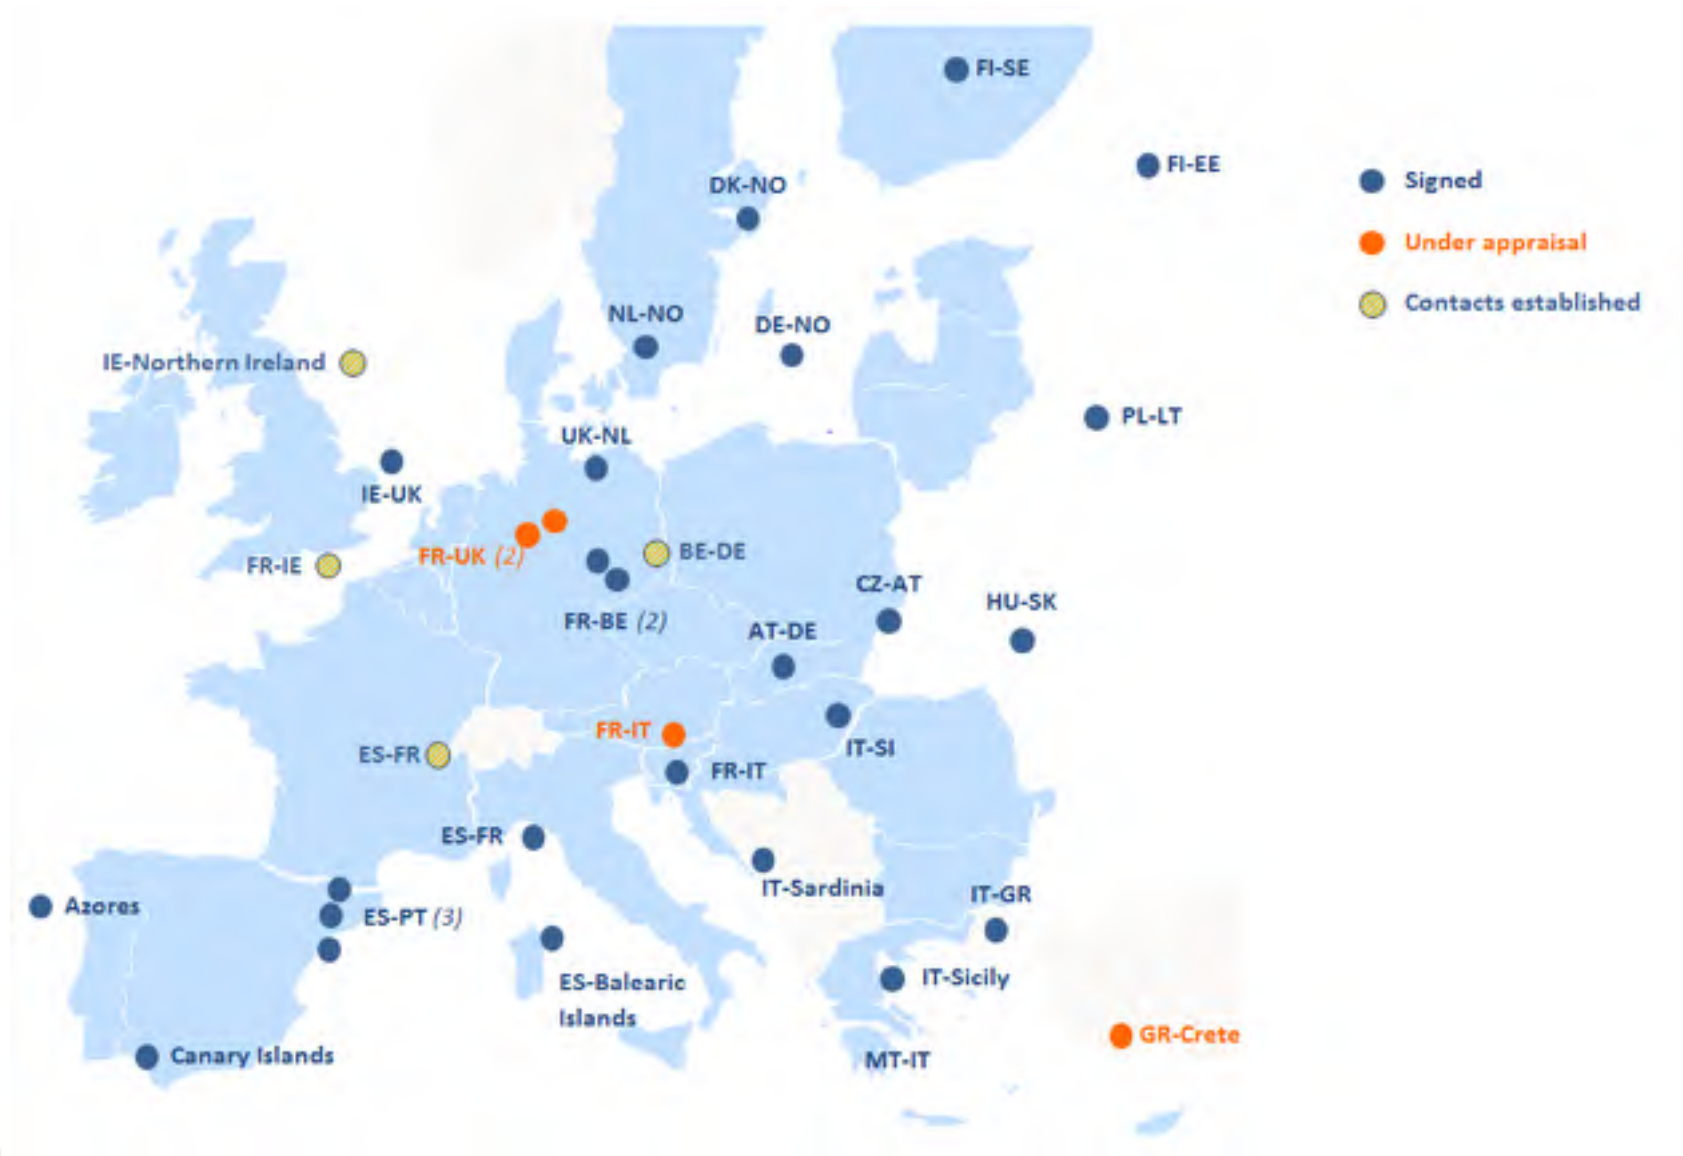 FI-SE
FI-EE
Signed
DK-NO
Under appraisal
Contacts established
NL-NO
DE-NO
IE-Northern Ireland
PL-LT
UK-NL
IE-UK
FR-UK (2)
BE-DE
FR-IE
CZ-AT
HU-SK
FR-BE (2)
AT-DE
FR-IT
IT-SI
ES-FR
FR-IT
ES-FR
IT-Sardinia
IT-GR
Azores
ES-PT (3)
IT-Sicily
ES-Balearic
Islands
GR-Crete
Canary Islands
MT-IT